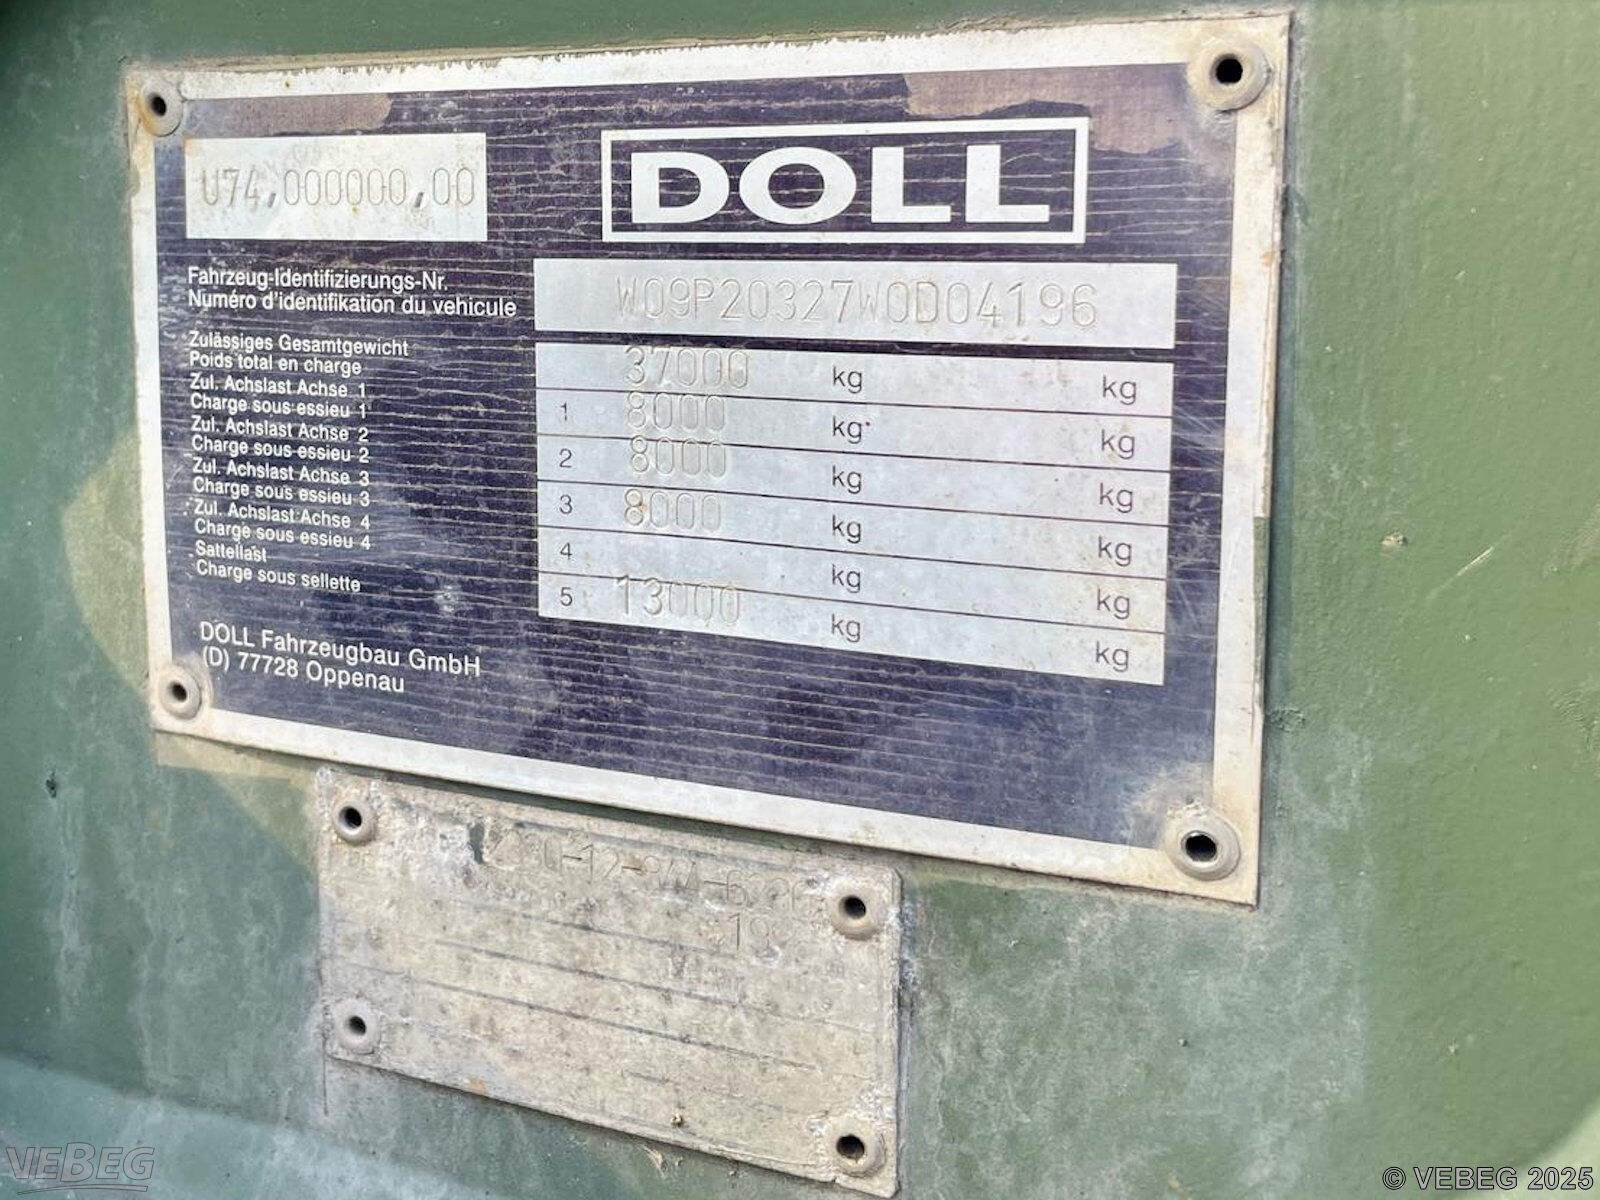 U74,000000,00
DOLL
Fahrzeug-Identifizierungs-Nr.
Numéro d'identifikation du vehicule
W09P20327W0D04196
Zulässiges Gesamtgewicht
Poids total en charge
37000 kg kg
Zul. Achslast Achse 1
Charge sous essieu 1
1 8000 kg kg
Zul. Achslast Achse 2
Charge sous essieu 2
2 8000 kg kg
Zul. Achslast Achse 3
Charge sous essieu 3
3 8000 kg kg
Zul. Achslast Achse 4
Charge sous essieu 4
4 kg kg
Sattellast
Charge sous sellette
5 13000 kg kg
DOLL Fahrzeugbau GmbH
(D) 77728 Oppenau
VEBEG
© VEBEG 2025